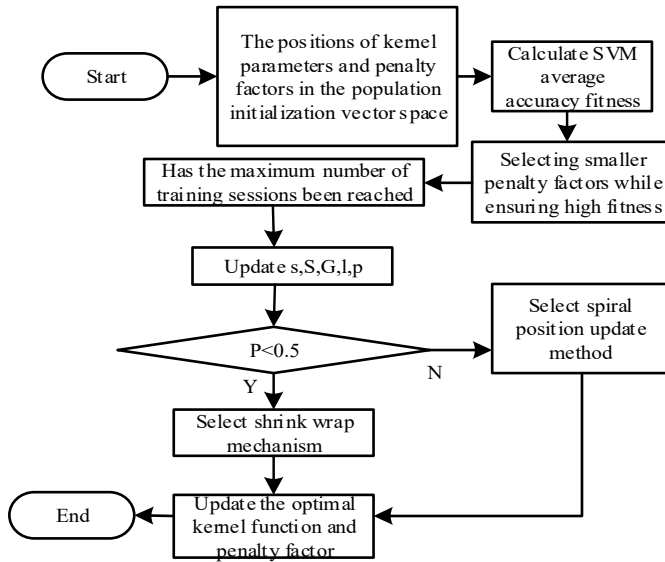 Start
The positions of kernel
parameters and penalty
factors in the population
initialization vector space
Calculate SVM
average
accuracy fitness
Selecting smaller
penalty factors while
ensuring high fitness
Has the maximum number of
training sessions been reached
Update s,S,G,l,p
P<0.5
Y
N
Select spiral
position update
method
Select shrink wrap
mechanism
Update the optimal
kernel function and
penalty factor
End